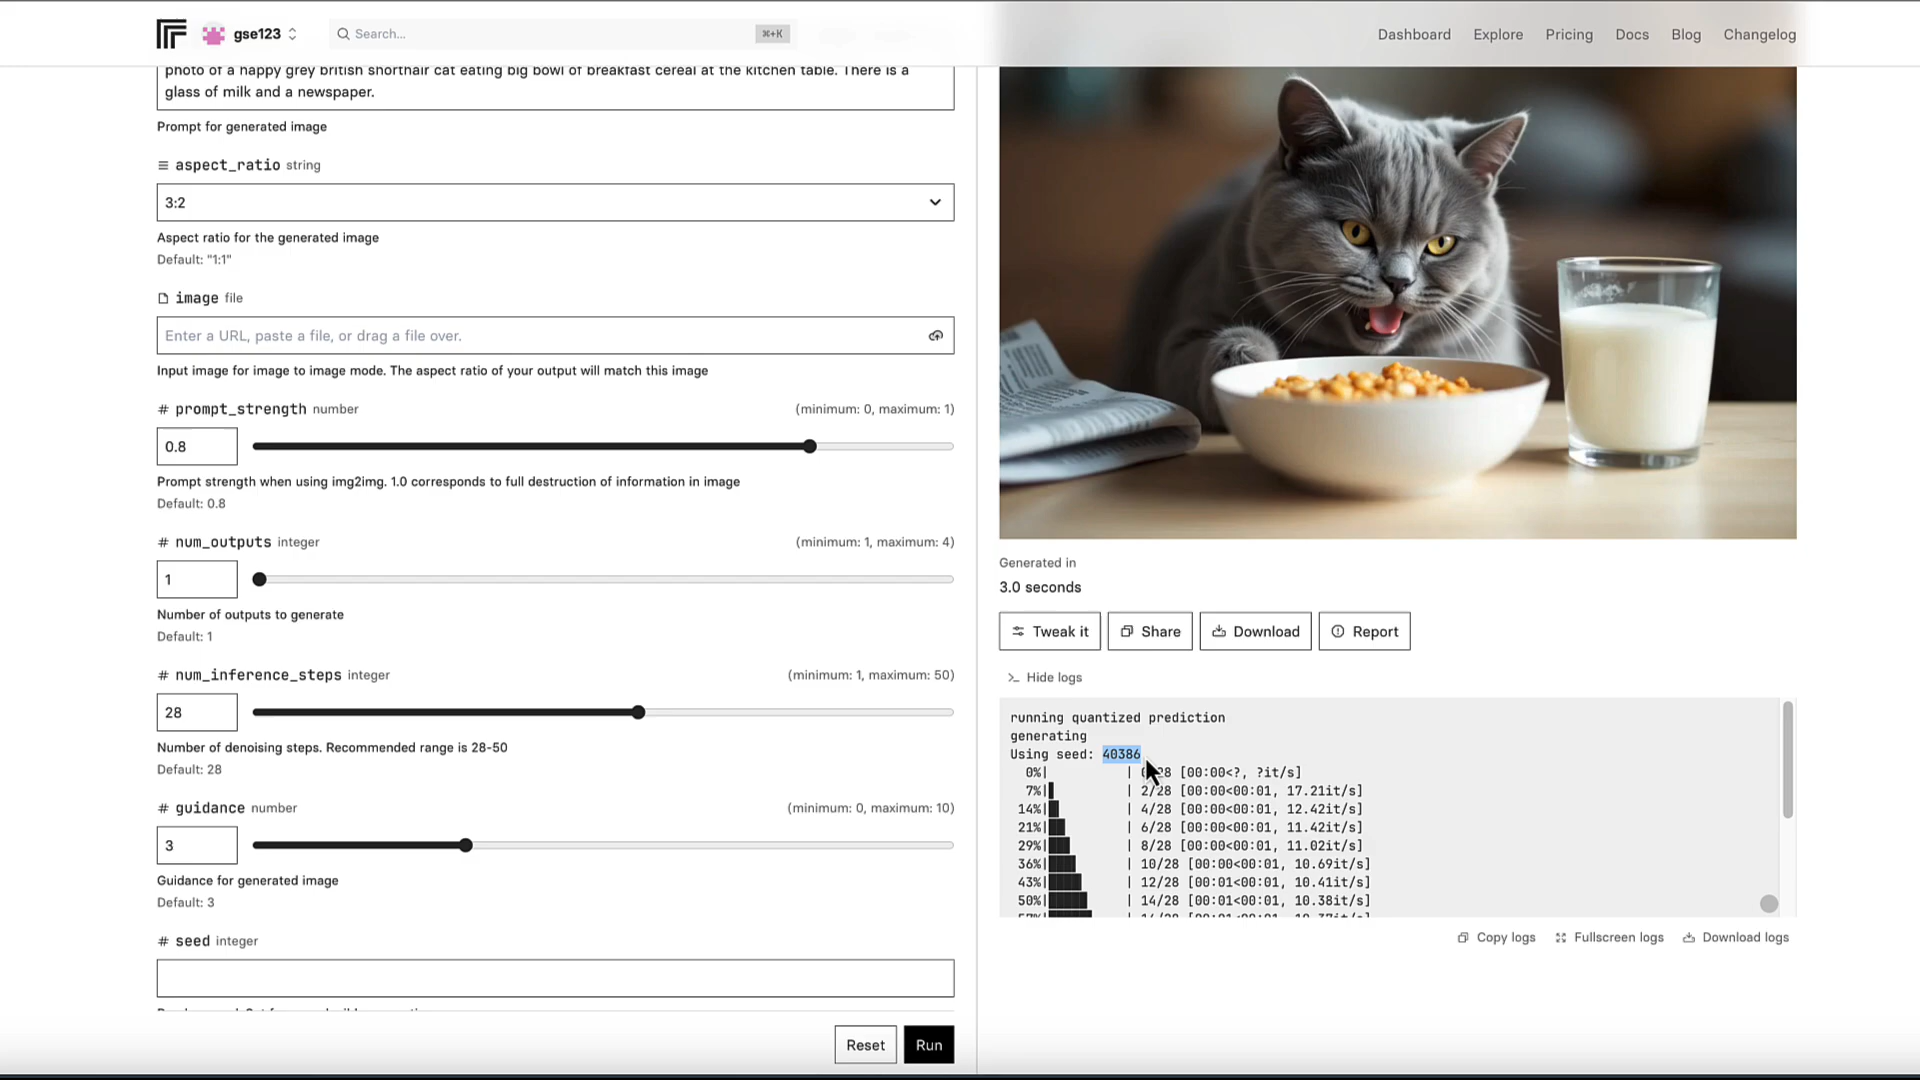 gse123
Search...
⌘+K
Dashboard
Explore
Pricing
Docs
Blog
Changelog
photo of a happy grey british shorthair cat eating big bowl of breakfast cereal at the kitchen table. There is a
glass of milk and a newspaper.
Prompt for generated image
aspect_ratio string
3:2
Aspect ratio for the generated image
Default: "1:1"
image file
Enter a URL, paste a file, or drag a file over.
Input image for image to image mode. The aspect ratio of your output will match this image
# prompt_strength number (minimum: 0, maximum: 1)
0.8
Prompt strength when using img2img. 1.0 corresponds to full destruction of information in image
Default: 0.8
# num_outputs integer (minimum: 1, maximum: 4)
1
Number of outputs to generate
Default: 1
# num_inference_steps integer (minimum: 1, maximum: 50)
28
Number of denoising steps. Recommended range is 28-50
Default: 28
# guidance number (minimum: 0, maximum: 10)
3
Guidance for generated image
Default: 3
# seed integer
Reset
Run
Generated in
3.0 seconds
Tweak it
Share
Download
Report
Hide logs
running quantized prediction
generating
Using seed: 40386
0%| | 0/28 [00:00<?, ?it/s]
7%| | 2/28 [00:00<00:01, 17.21it/s]
14%| | 4/28 [00:00<00:01, 12.42it/s]
21%| | 6/28 [00:00<00:01, 11.42it/s]
29%| | 8/28 [00:00<00:01, 11.02it/s]
36%| | 10/28 [00:00<00:01, 10.69it/s]
43%| | 12/28 [00:01<00:01, 10.41it/s]
50%| | 14/28 [00:01<00:01, 10.38it/s]
Copy logs
Fullscreen logs
Download logs